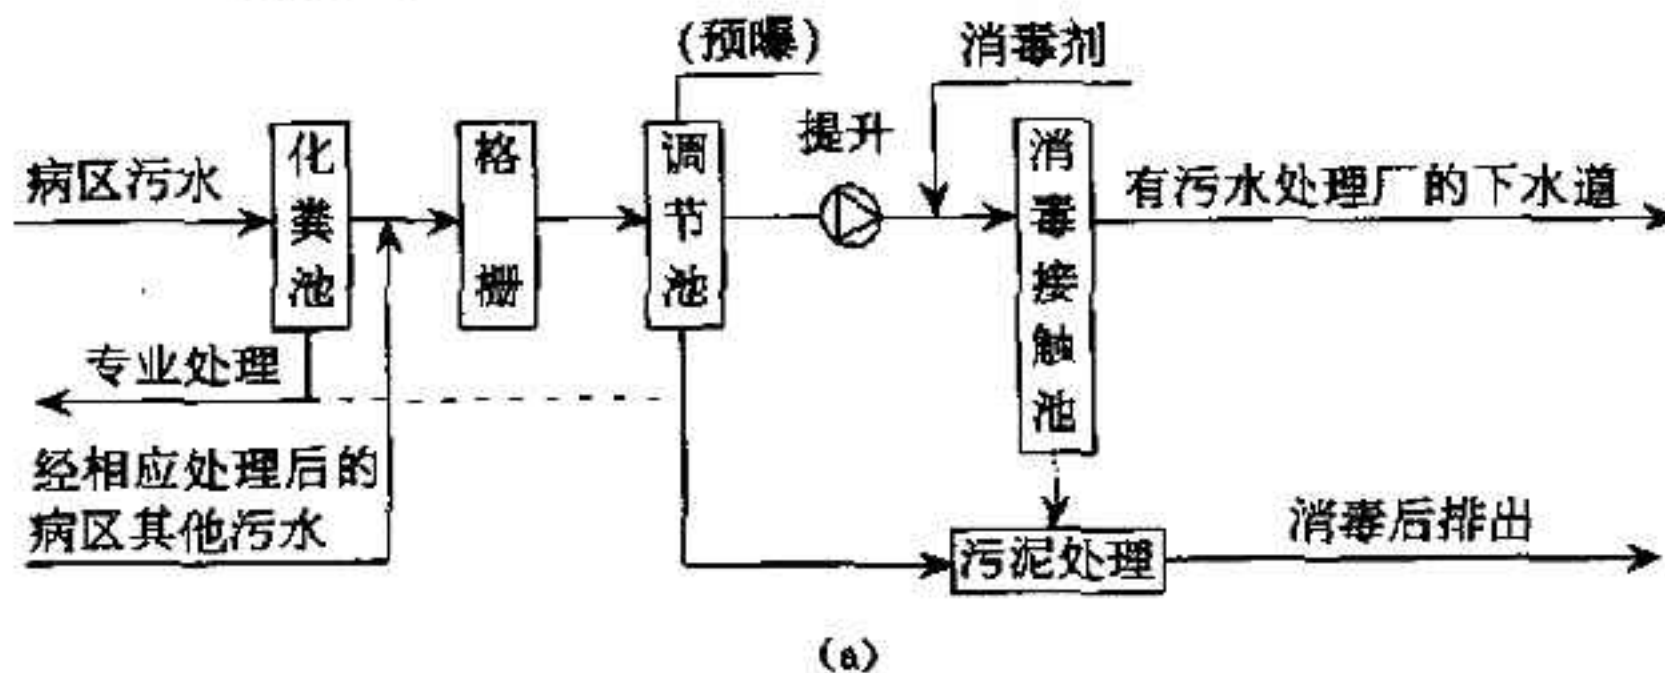 (预曝)
消毒剂
病区污水
化粪池
格栅
调节池
提升
消毒接触池
有污水处理厂的下水道
专业处理
经相应处理后的
病区其他污水
污泥处理
消毒后排出
(a)